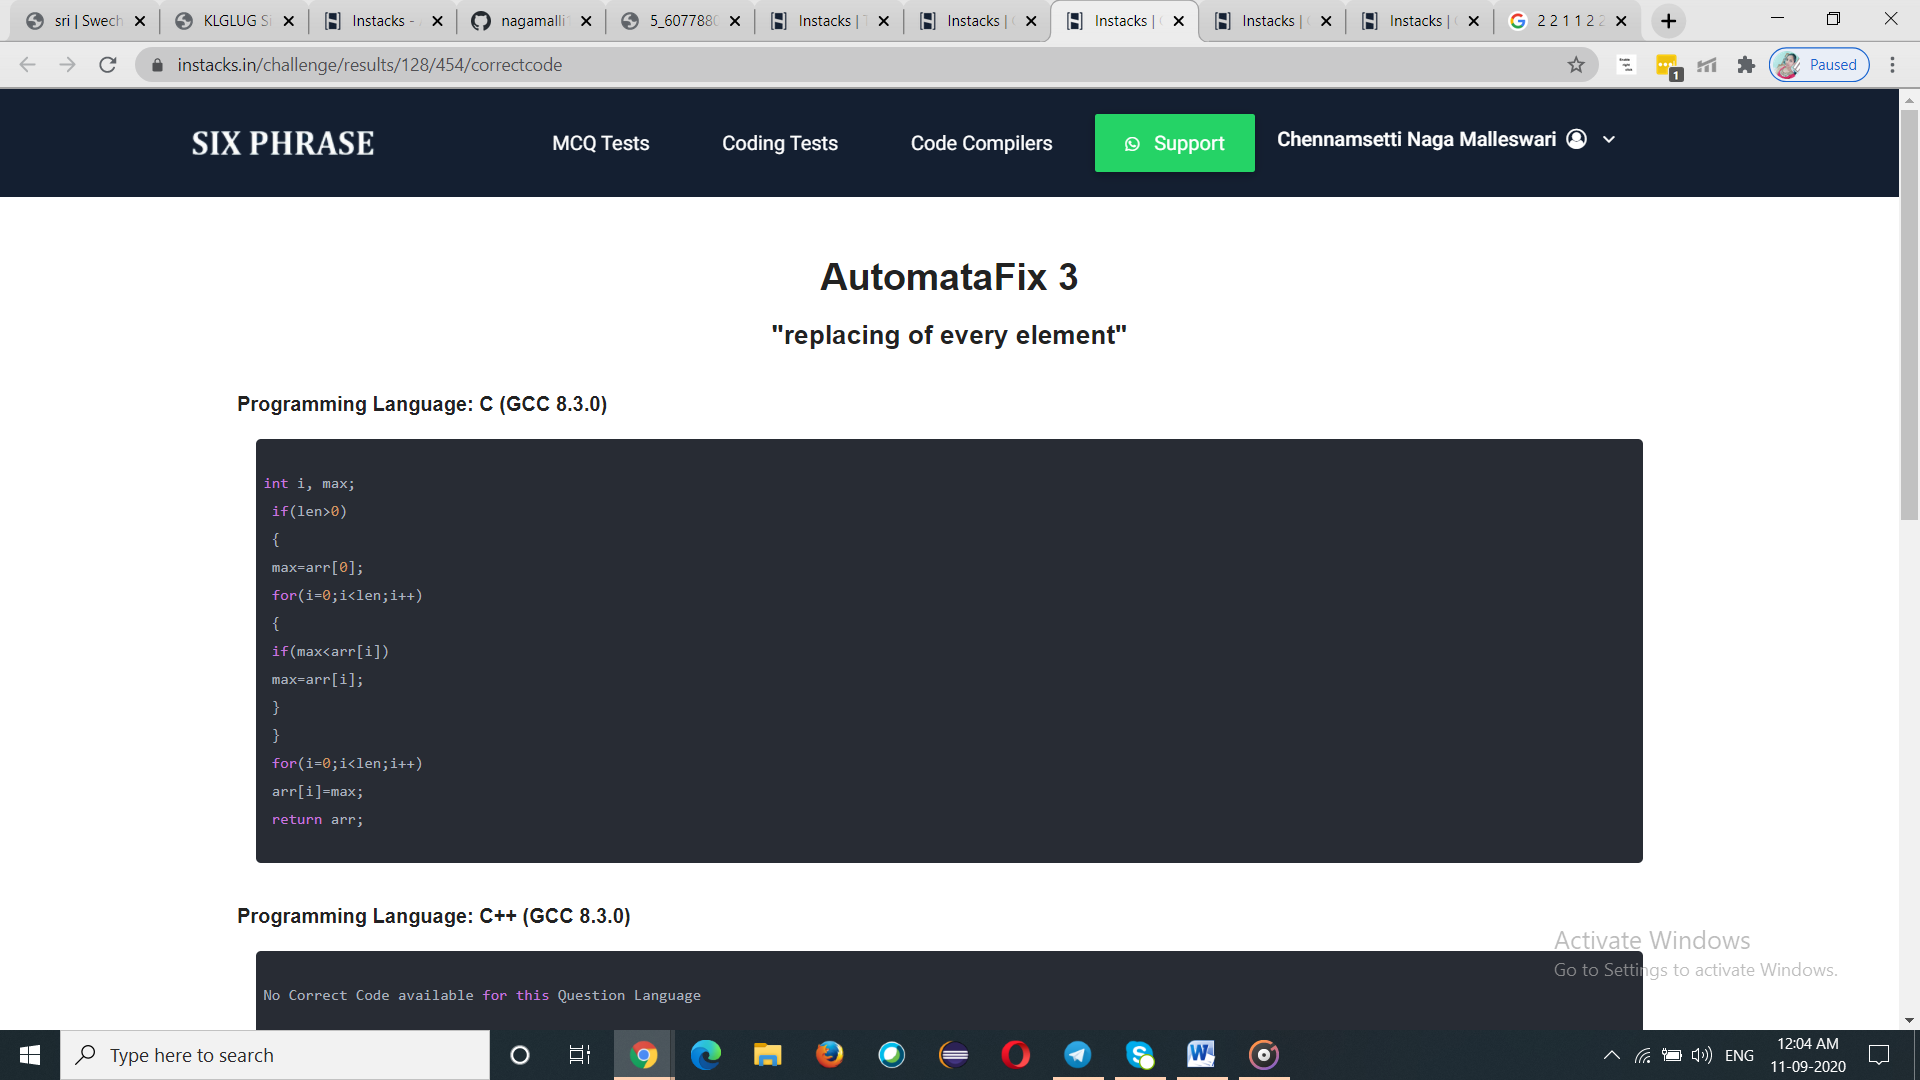 sri | Swech
KLGLUG Si
Instacks -
nagamalli
5_607788
Instacks |
Instacks |
Instacks |
Instacks |
Instacks |
2 2 1 1 2 2
instacks.in/challenge/results/128/454/correctcode
1
Paused
SIX PHRASE
MCQ Tests
Coding Tests
Code Compilers
Support
Chennamsetti Naga Malleswari
AutomataFix 3
"replacing of every element"
Programming Language: C (GCC 8.3.0)
int i, max;
if(len>0)
{
max=arr[0];
for(i=0;i<len;i++)
{
if(max<arr[i])
max=arr[i];
}
}
for(i=0;i<len;i++)
arr[i]=max;
return arr;
Programming Language: C++ (GCC 8.3.0)
No Correct Code available for this Question Language
Activate Windows
Go to Settings to activate Windows.
Type here to search
ENG
12:04 AM
11-09-2020